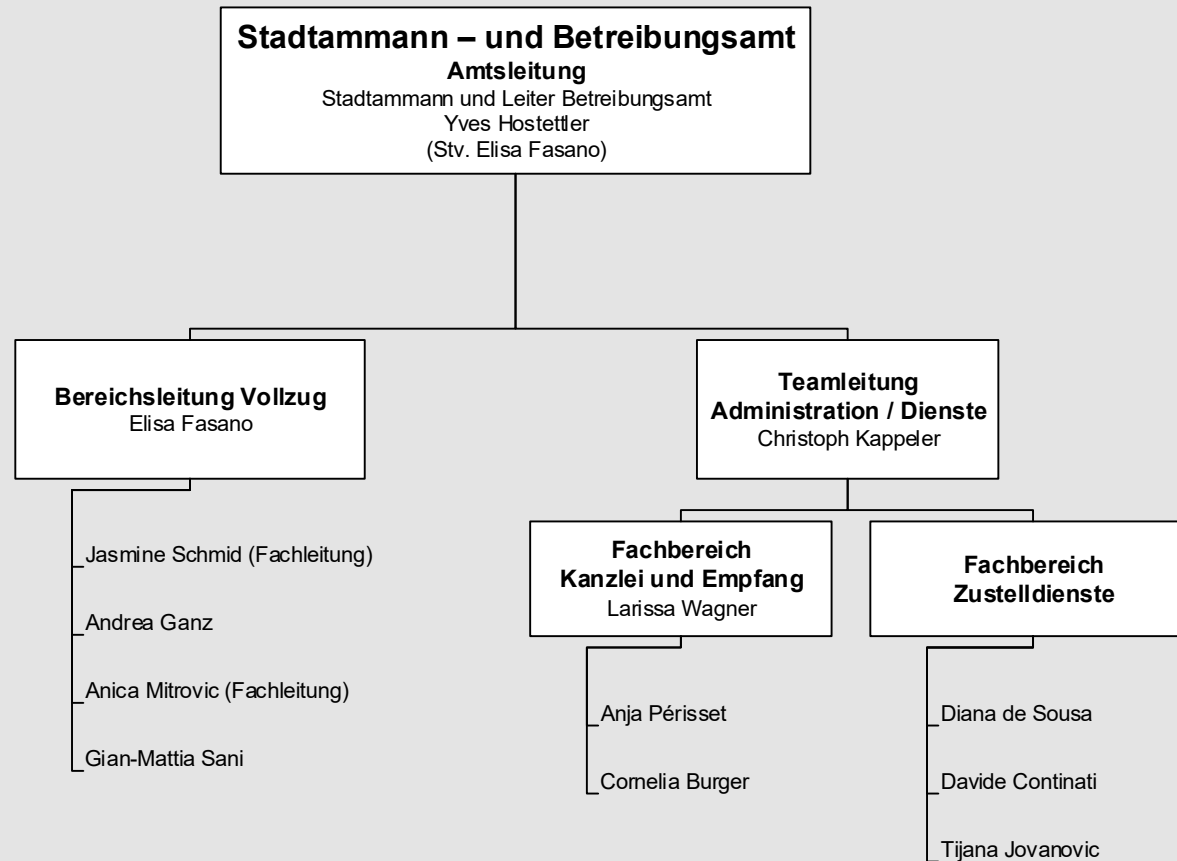 Stadtammann – und Betreibungsamt
Amtsleitung
Stadtammann und Leiter Betreibungsamt
Yves Hostettler
(Stv. Elisa Fasano)
Bereichsleitung Vollzug
Elisa Fasano
Jasmine Schmid (Fachleitung)
Andrea Ganz
Anica Mitrovic (Fachleitung)
Gian-Mattia Sani
Teamleitung
Administration / Dienste
Christoph Kappeler
Fachbereich
Kanzlei und Empfang
Larissa Wagner
Anja Périsset
Cornelia Burger
Fachbereich
Zustelldienste
Diana de Sousa
Davide Continati
Tijana Jovanovic